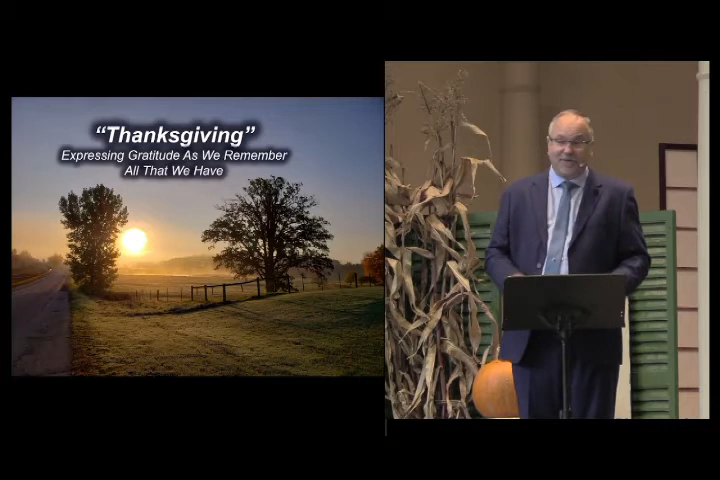 “Thanksgiving”
Expressing Gratitude As We Remember
All That We Have